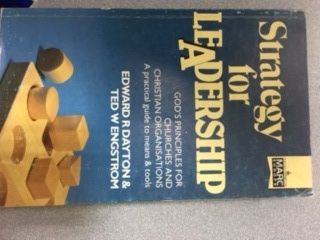 Strategy
for
LEADERSHIP
MARC
GOD'S PRINCIPLES FOR
CHURCHES AND
CHRISTIAN ORGANISATIONS
A practical guide to means & tools
EDWARD R DAYTON &
TED W ENGSTROM